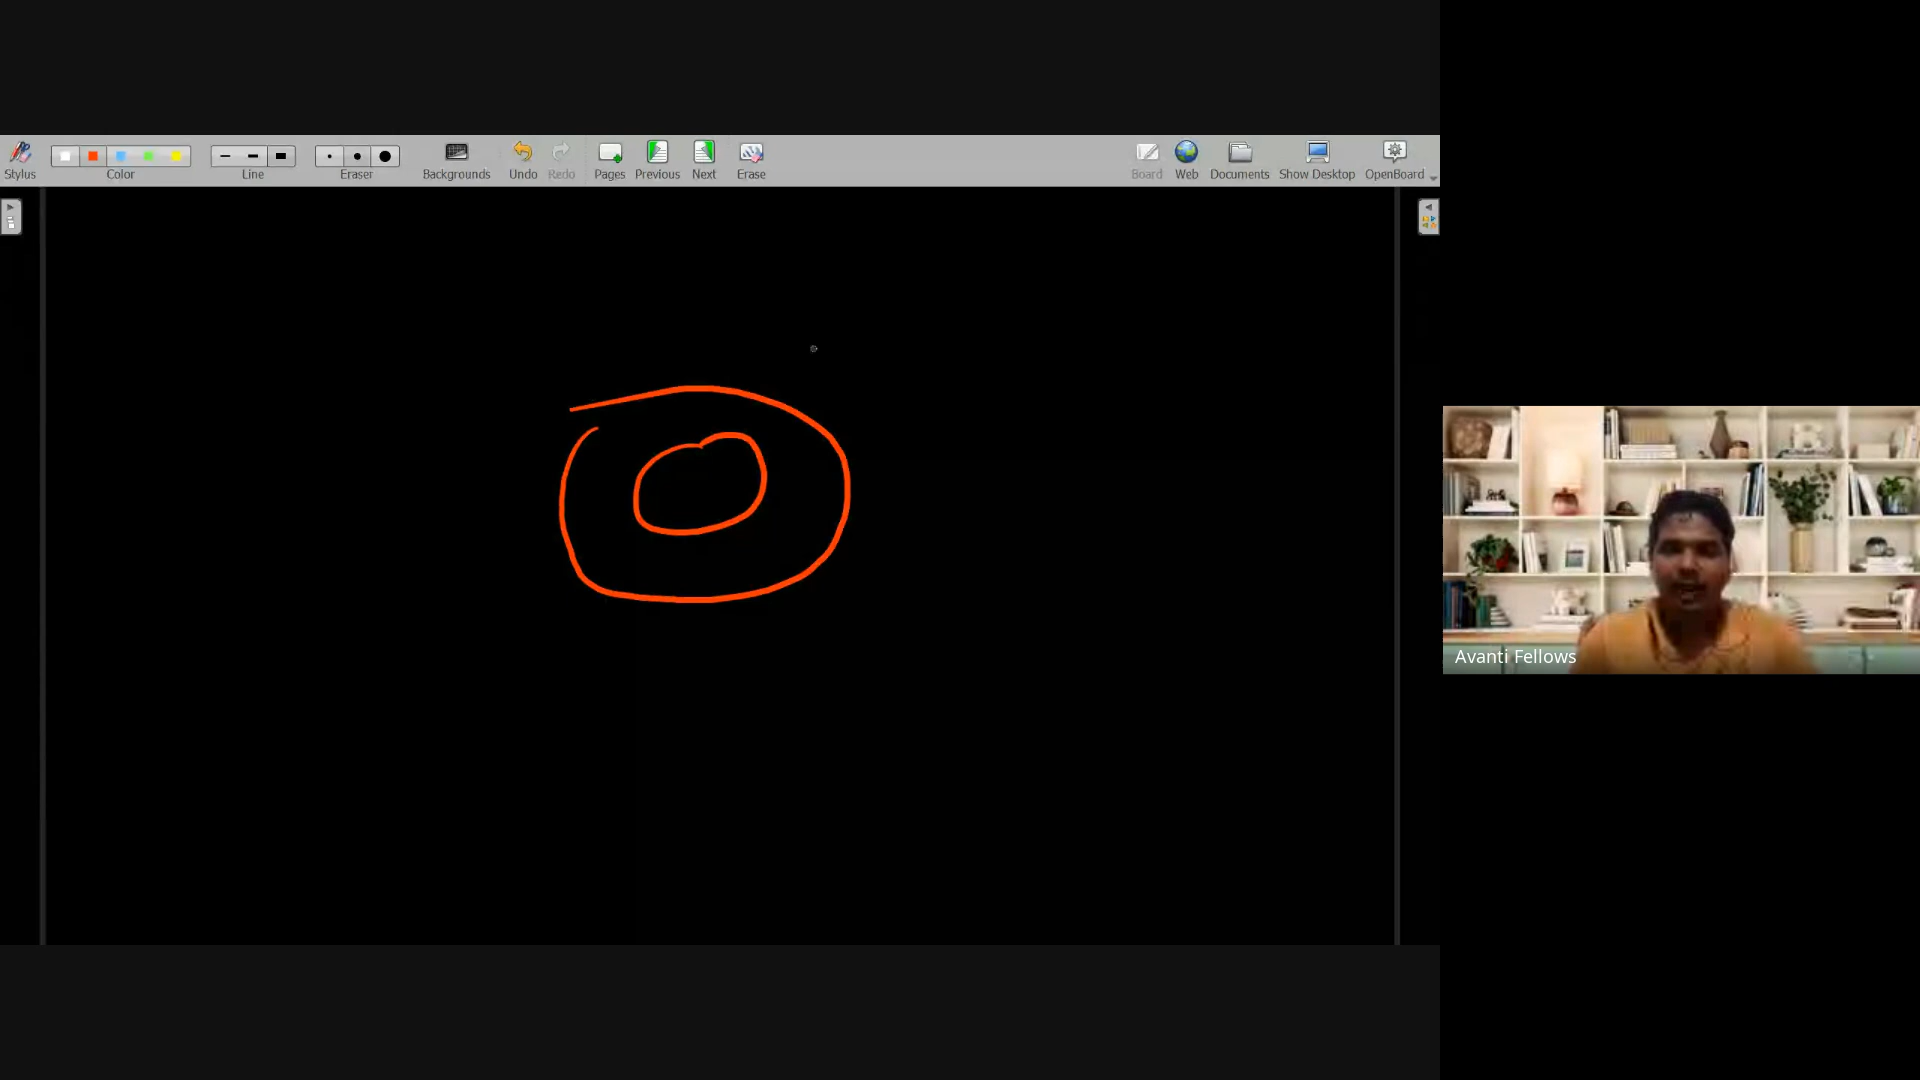 Stylus
Color
Line
Eraser
Backgrounds
Undo
Redo
Pages
Previous
Next
Erase
Board
Web
Documents
Show Desktop
OpenBoard
Avanti Fellows